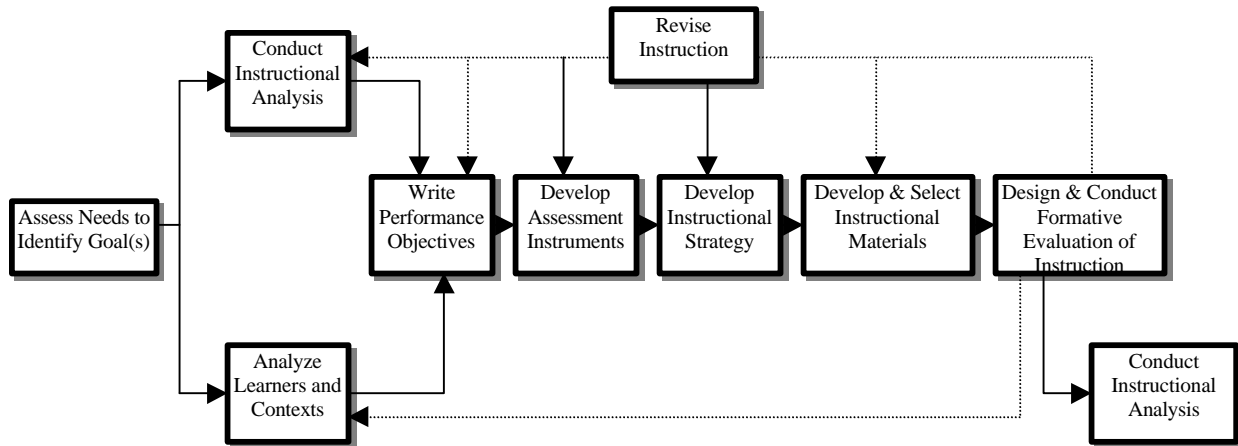 Revise
Instruction
Conduct
Instructional
Analysis
Assess Needs to
Identify Goal(s)
Write
Performance
Objectives
Develop
Assessment
Instruments
Develop
Instructional
Strategy
Develop & Select
Instructional
Materials
Design & Conduct
Formative
Evaluation of
Instruction
Analyze
Learners and
Contexts
Conduct
Instructional
Analysis